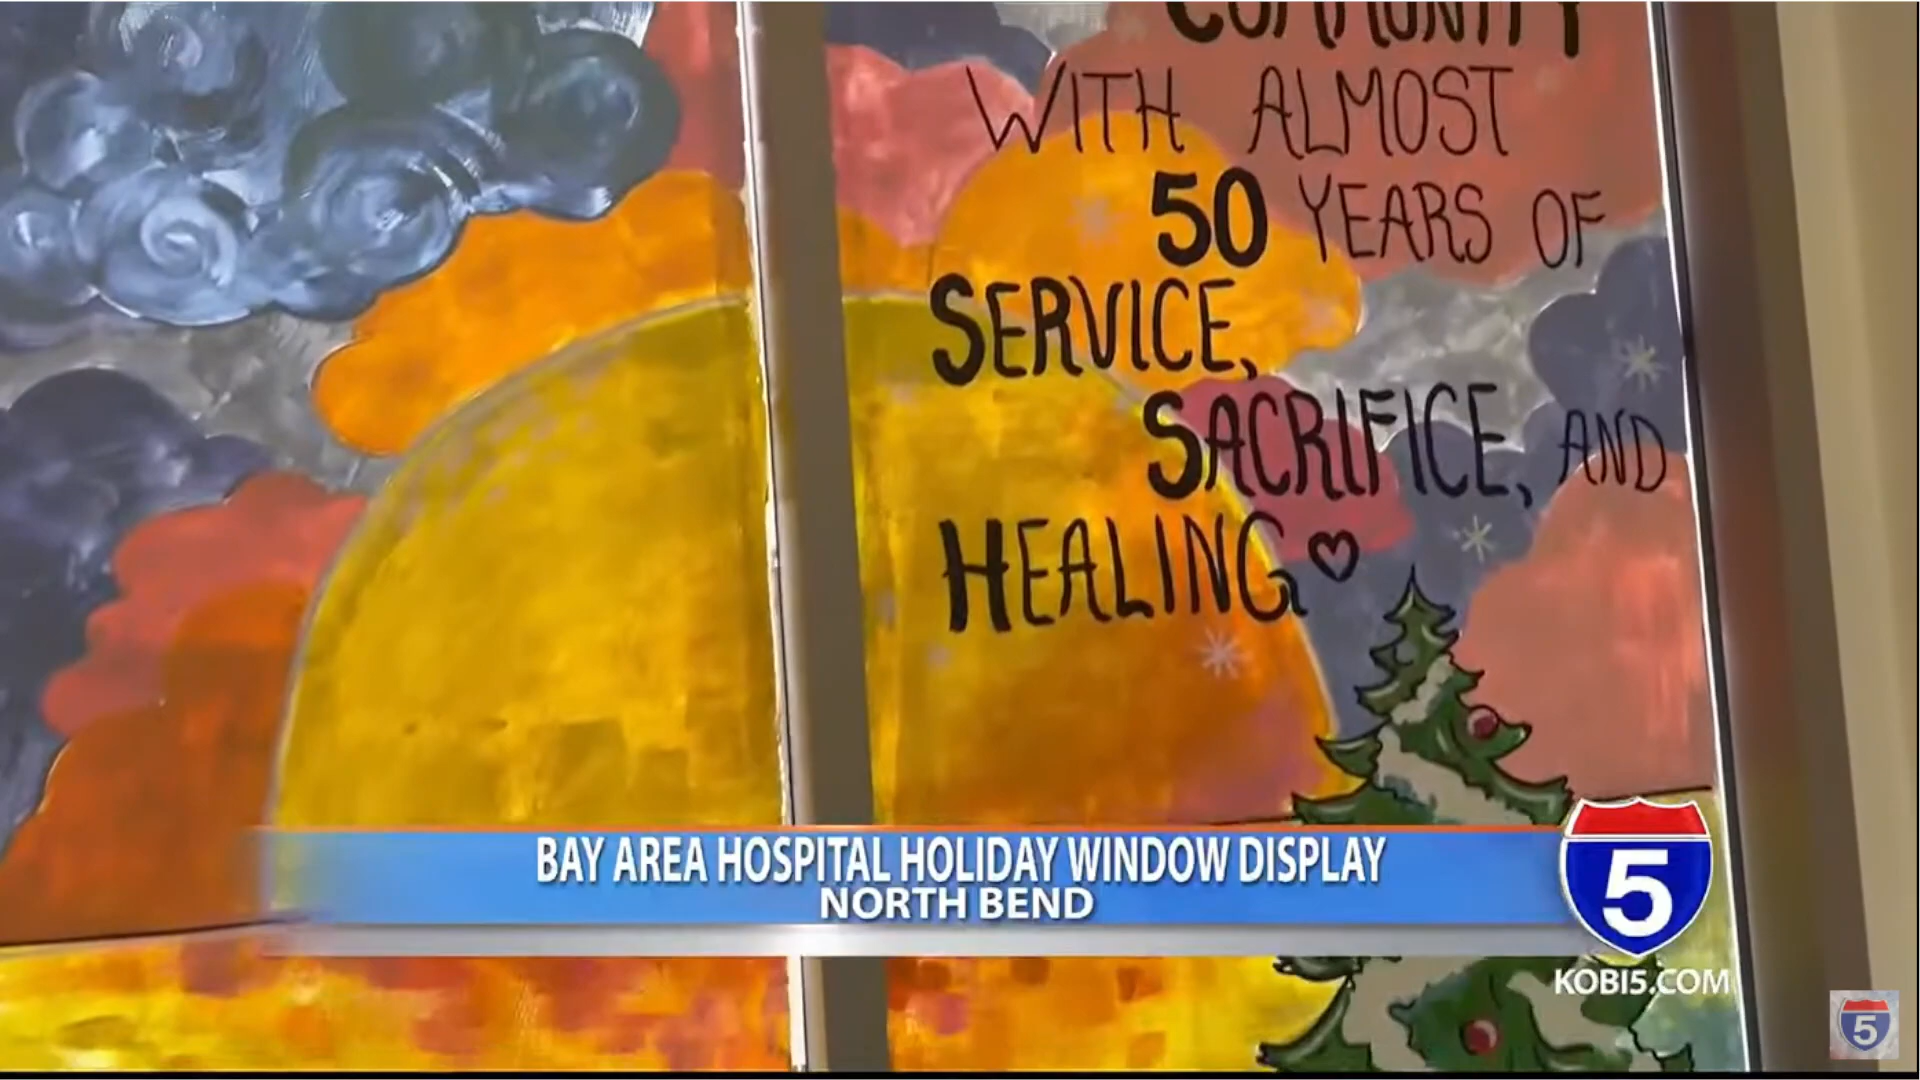 COMMUNITY
WITH ALMOST
50 YEARS OF
SERVICE,
SACRIFICE, AND
HEALING
BAY AREA HOSPITAL HOLIDAY WINDOW DISPLAY
NORTH BEND
5
KOBI5.COM
5